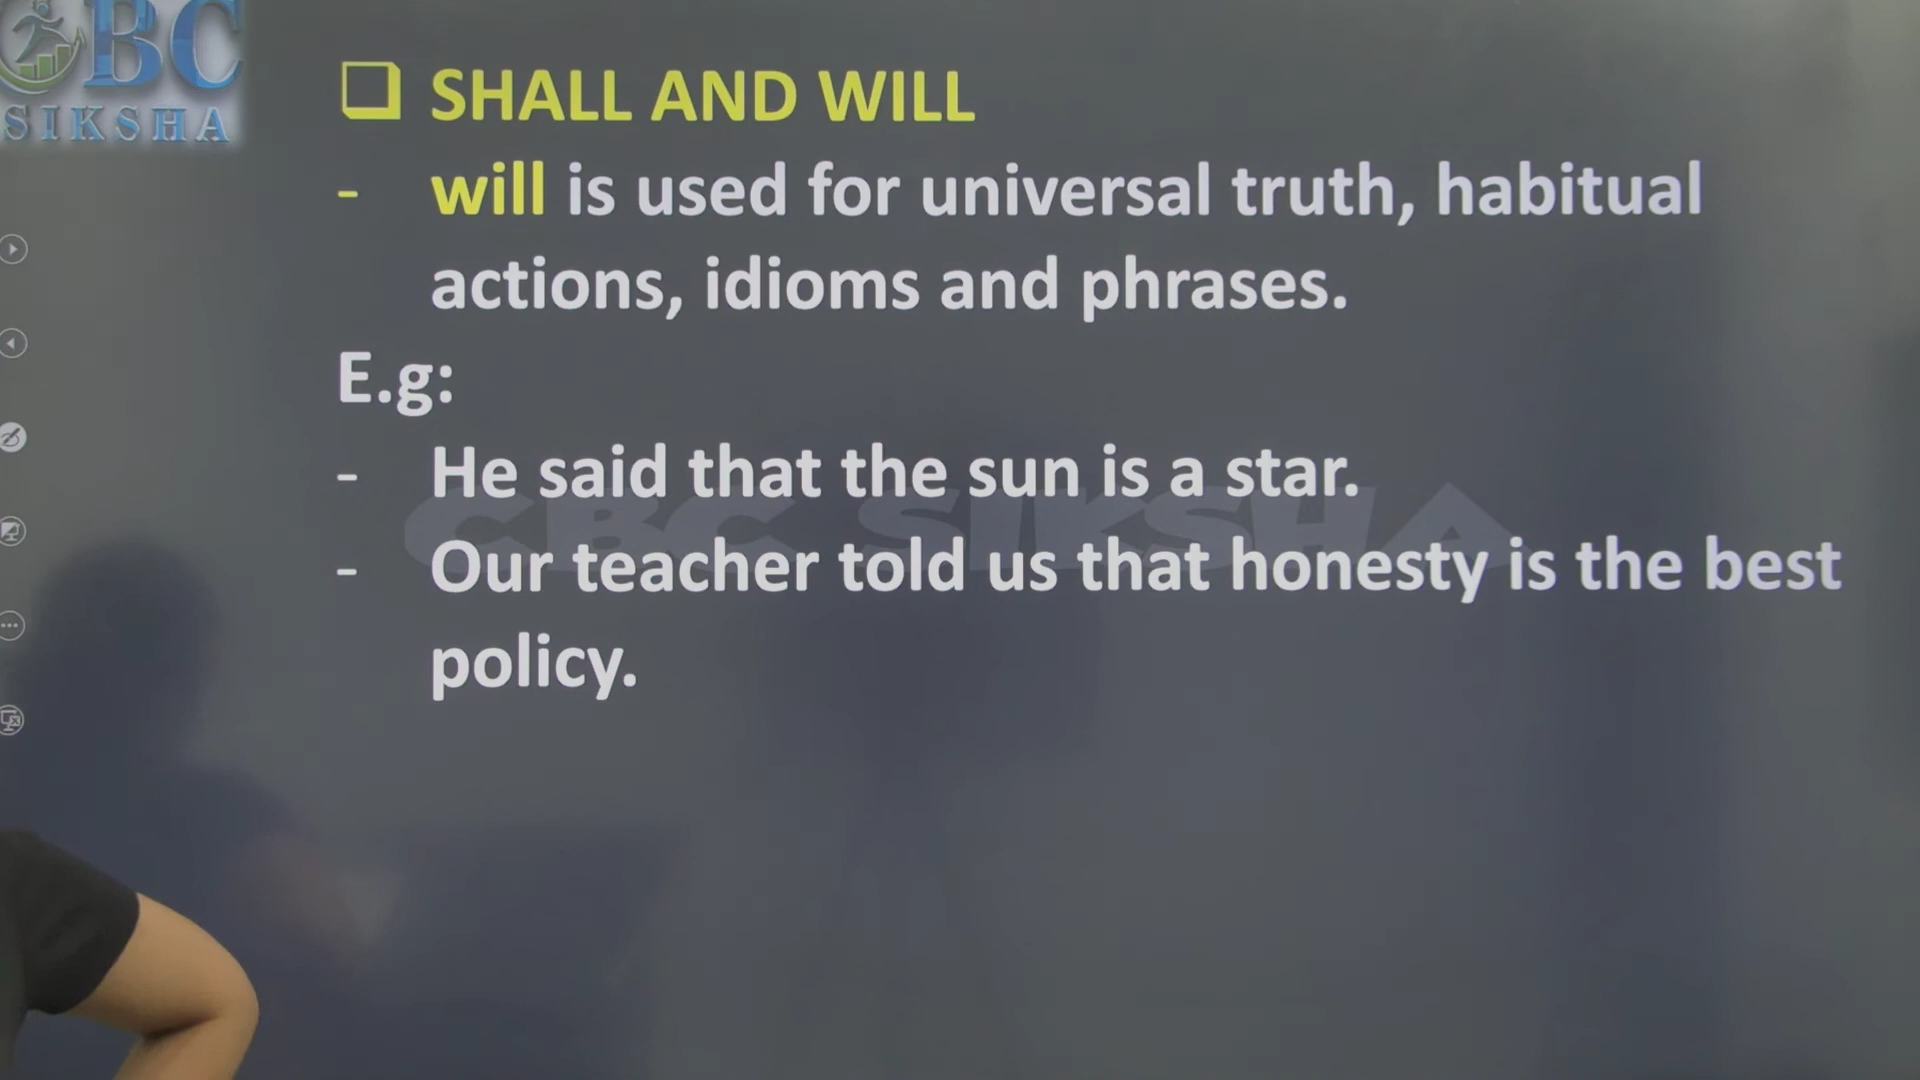 BC
SIKSHA
SHALL AND WILL
- will is used for universal truth, habitual
actions, idioms and phrases.
E.g:
- He said that the sun is a star.
CBC SIKSHA
- Our teacher told us that honesty is the best
policy.